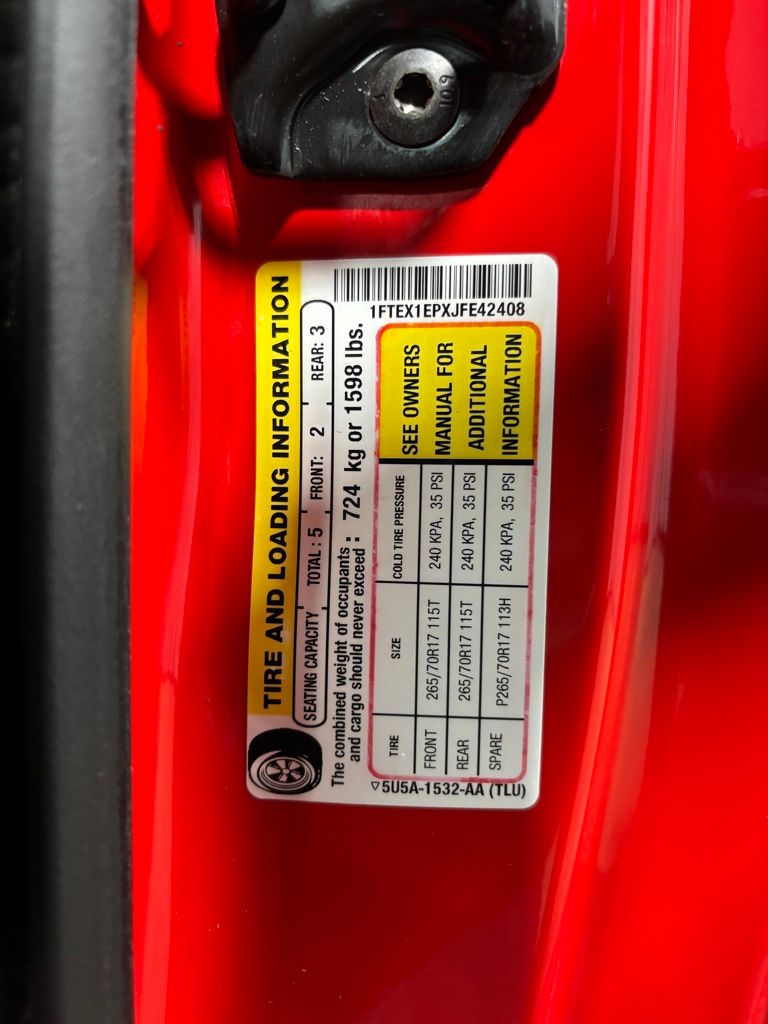 10.9
TIRE AND LOADING INFORMATION
SEATING CAPACITY TOTAL : 5 FRONT: 2 REAR: 3
The combined weight of occupants
and cargo should never exceed : 724 kg or 1598 lbs.
TIRE SIZE COLD TIRE PRESSURE
FRONT 265/70R17 115T 240 KPA, 35 PSI
REAR 265/70R17 115T 240 KPA, 35 PSI
SPARE P265/70R17 113H 240 KPA, 35 PSI
SEE OWNERS
MANUAL FOR
ADDITIONAL
INFORMATION
5U5A-1532-AA (TLU)
1FTEX1EPXJFE42408